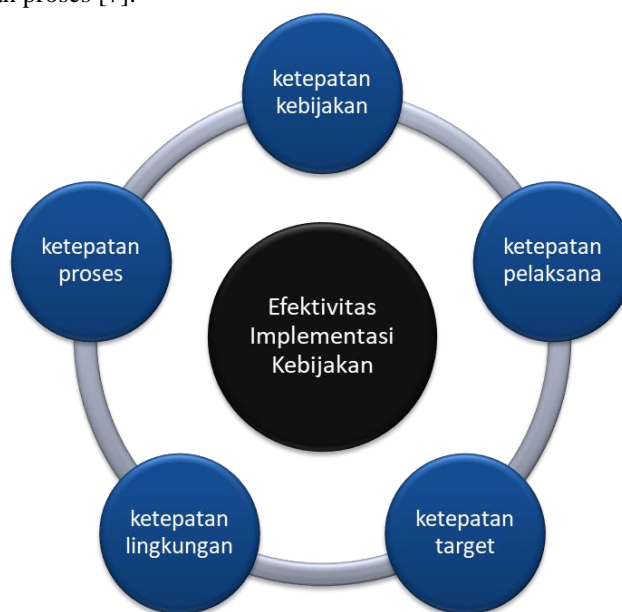 proses [7].
ketepatan
kebijakan
ketepatan
proses
ketepatan
pelaksana
Efektivitas
Implementasi
Kebijakan
ketepatan
lingkungan
ketepatan
target